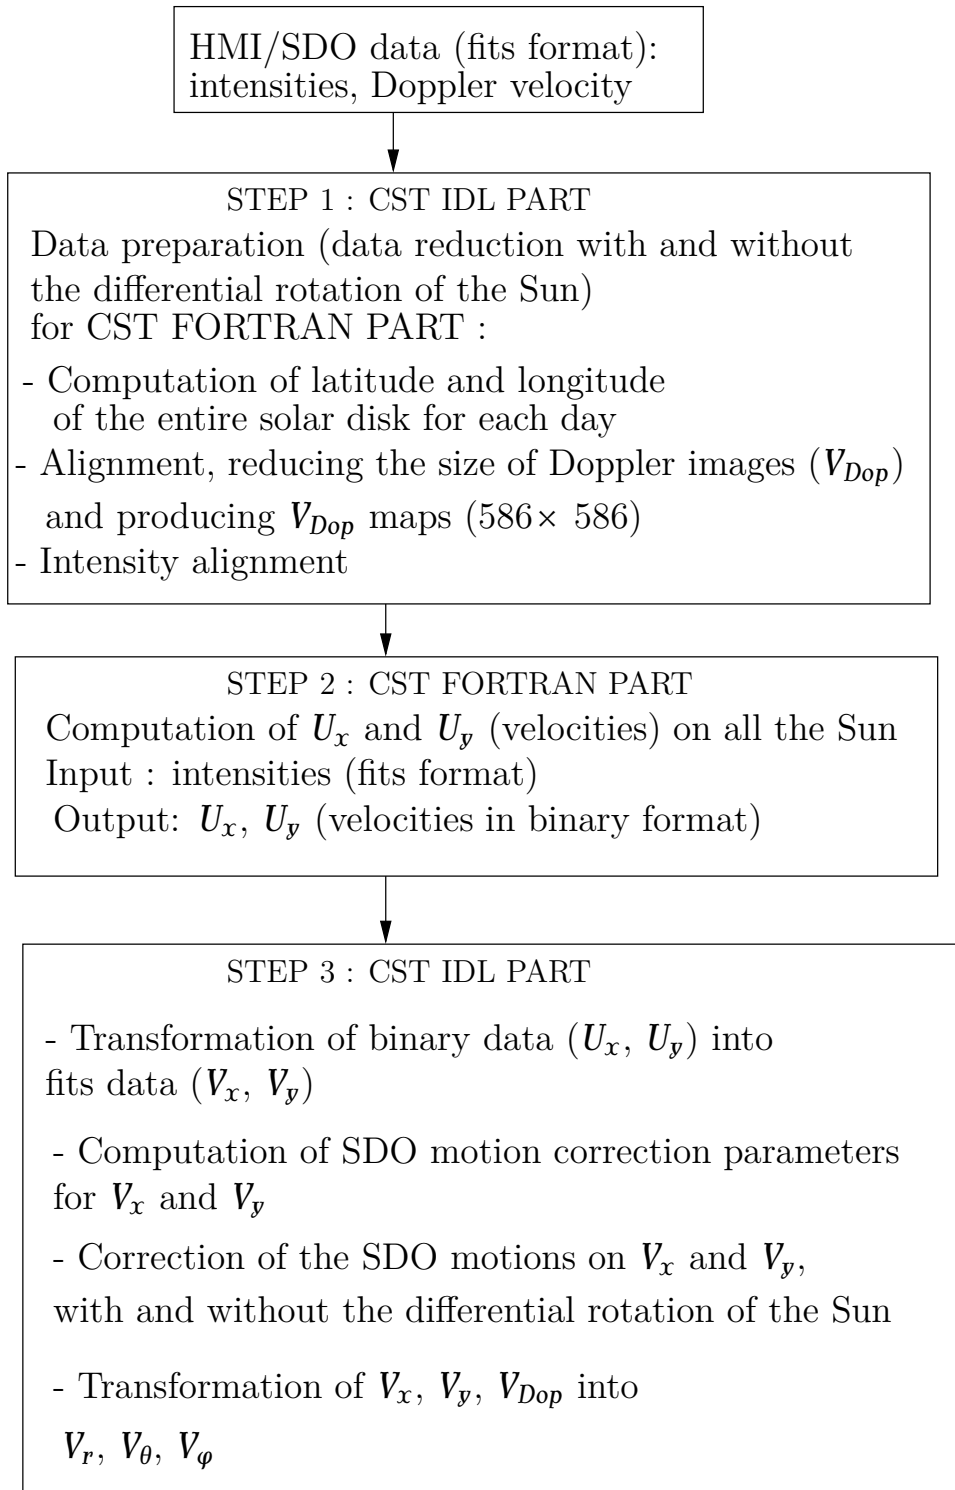 HMI/SDO data (fits format):
intensities, Doppler velocity
STEP 1 : CST IDL PART
Data preparation (data reduction with and without
the differential rotation of the Sun)
for CST FORTRAN PART :
- Computation of latitude and longitude
of the entire solar disk for each day
- Alignment, reducing the size of Doppler images (V_{Dop})
and producing V_{Dop} maps (586× 586)
- Intensity alignment
STEP 2 : CST FORTRAN PART
Computation of U_x and U_y (velocities) on all the Sun
Input : intensities (fits format)
Output: U_x, U_y (velocities in binary format)
STEP 3 : CST IDL PART
- Transformation of binary data (U_x, U_y) into
fits data (V_x, V_y)
- Computation of SDO motion correction parameters
for V_x and V_y
- Correction of the SDO motions on V_x and V_y,
with and without the differential rotation of the Sun
- Transformation of V_x, V_y, V_{Dop} into
V_r, V_θ, V_φ